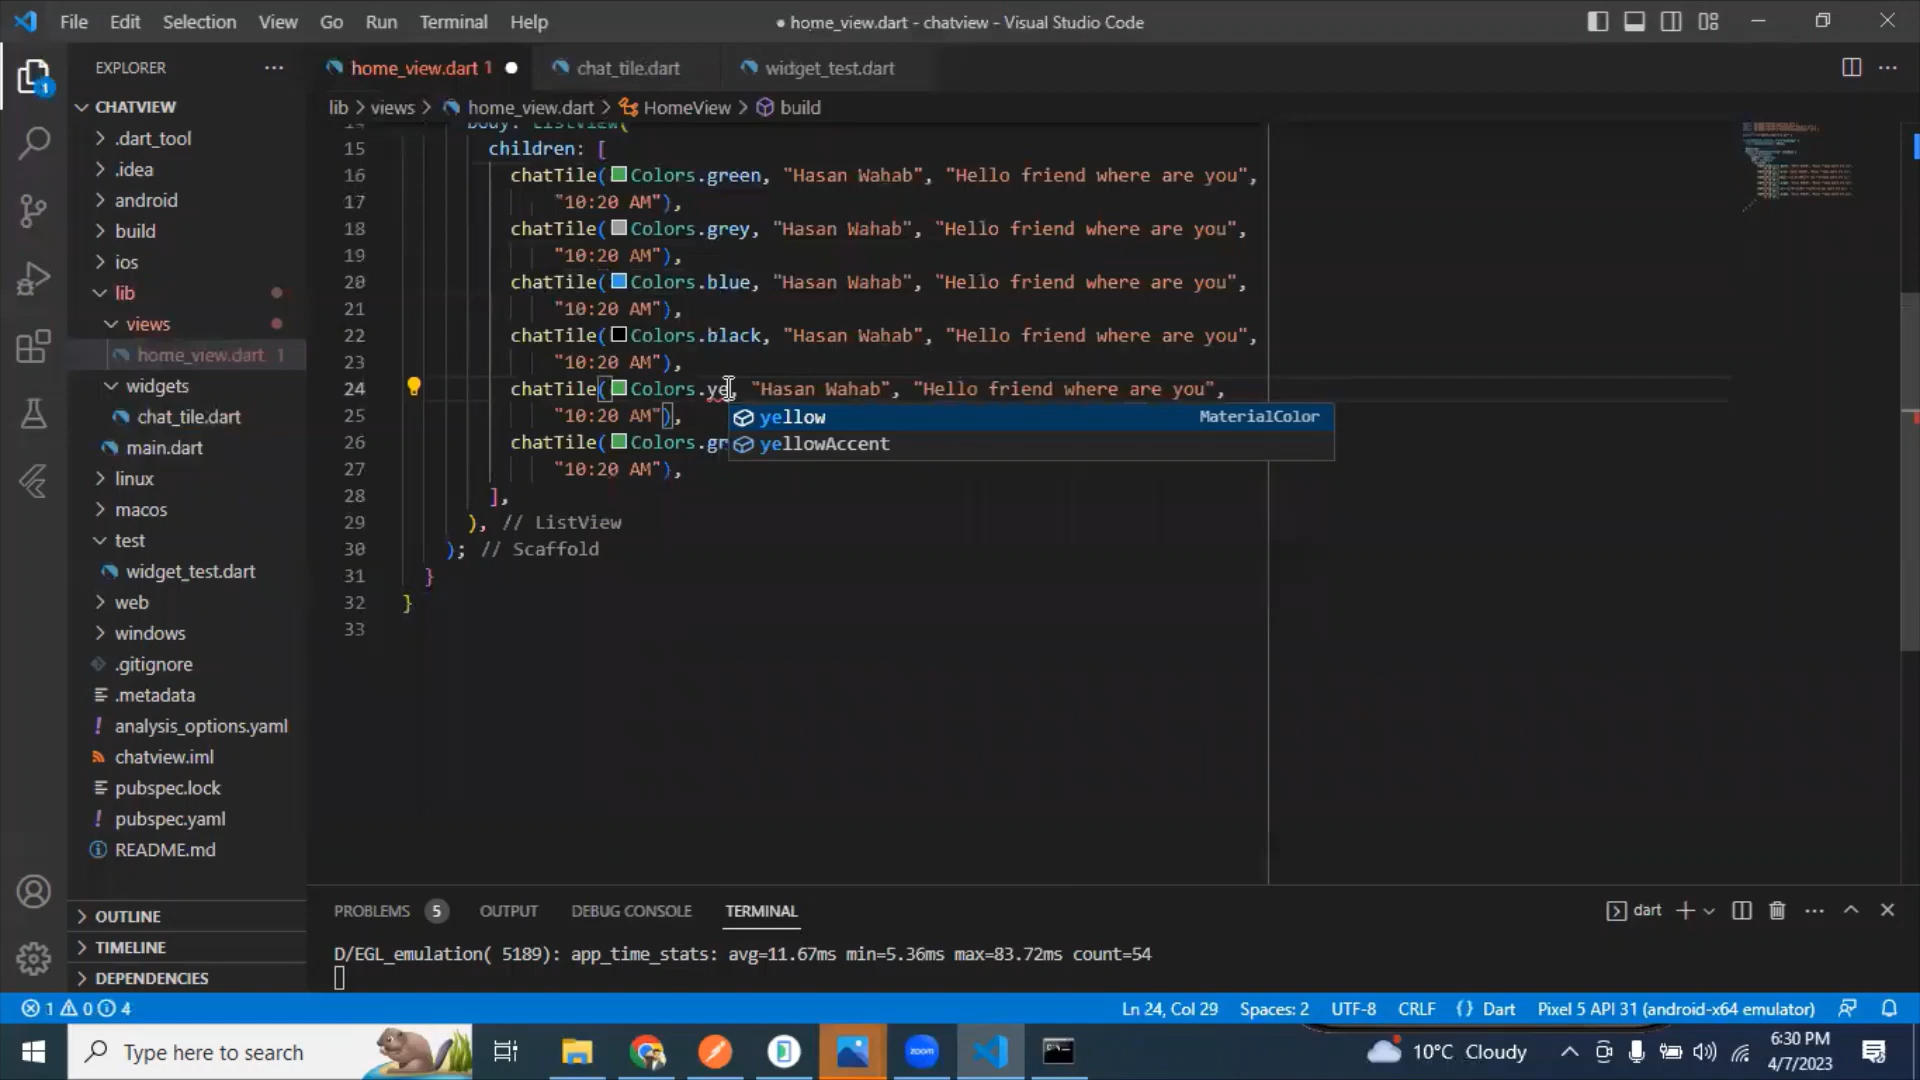 File Edit Selection View Go Run Terminal Help
● home_view.dart - chatview - Visual Studio Code
EXPLORER
home_view.dart 1
chat_tile.dart
widget_test.dart
CHATVIEW
lib > views > home_view.dart > HomeView > build
.dart_tool
.idea
android
build
ios
lib
views
home_view.dart 1
widgets
chat_tile.dart
main.dart
linux
macos
test
widget_test.dart
web
windows
.gitignore
.metadata
analysis_options.yaml
chatview.iml
pubspec.lock
pubspec.yaml
README.md
OUTLINE
TIMELINE
DEPENDENCIES
14 body: ListView(
15 children: [
16 chatTile(Colors.green, "Hasan Wahab", "Hello friend where are you",
17 "10:20 AM"),
18 chatTile(Colors.grey, "Hasan Wahab", "Hello friend where are you",
19 "10:20 AM"),
20 chatTile(Colors.blue, "Hasan Wahab", "Hello friend where are you",
21 "10:20 AM"),
22 chatTile(Colors.black, "Hasan Wahab", "Hello friend where are you",
23 "10:20 AM"),
24 chatTile(Colors.ye, "Hasan Wahab", "Hello friend where are you",
25 "10:20 AM"),
yellow MaterialColor
26 chatTile(Colors.gr
yellowAccent
27 "10:20 AM"),
28 ],
29 ), // ListView
30 ); // Scaffold
31 }
32 }
33
PROBLEMS 5 OUTPUT DEBUG CONSOLE TERMINAL
dart
D/EGL_emulation( 5189): app_time_stats: avg=11.67ms min=5.36ms max=83.72ms count=54
1 0 4
Ln 24, Col 29 Spaces: 2 UTF-8 CRLF {} Dart Pixel 5 API 31 (android-x64 emulator)
Type here to search
zoom
10°C Cloudy
6:30 PM
4/7/2023